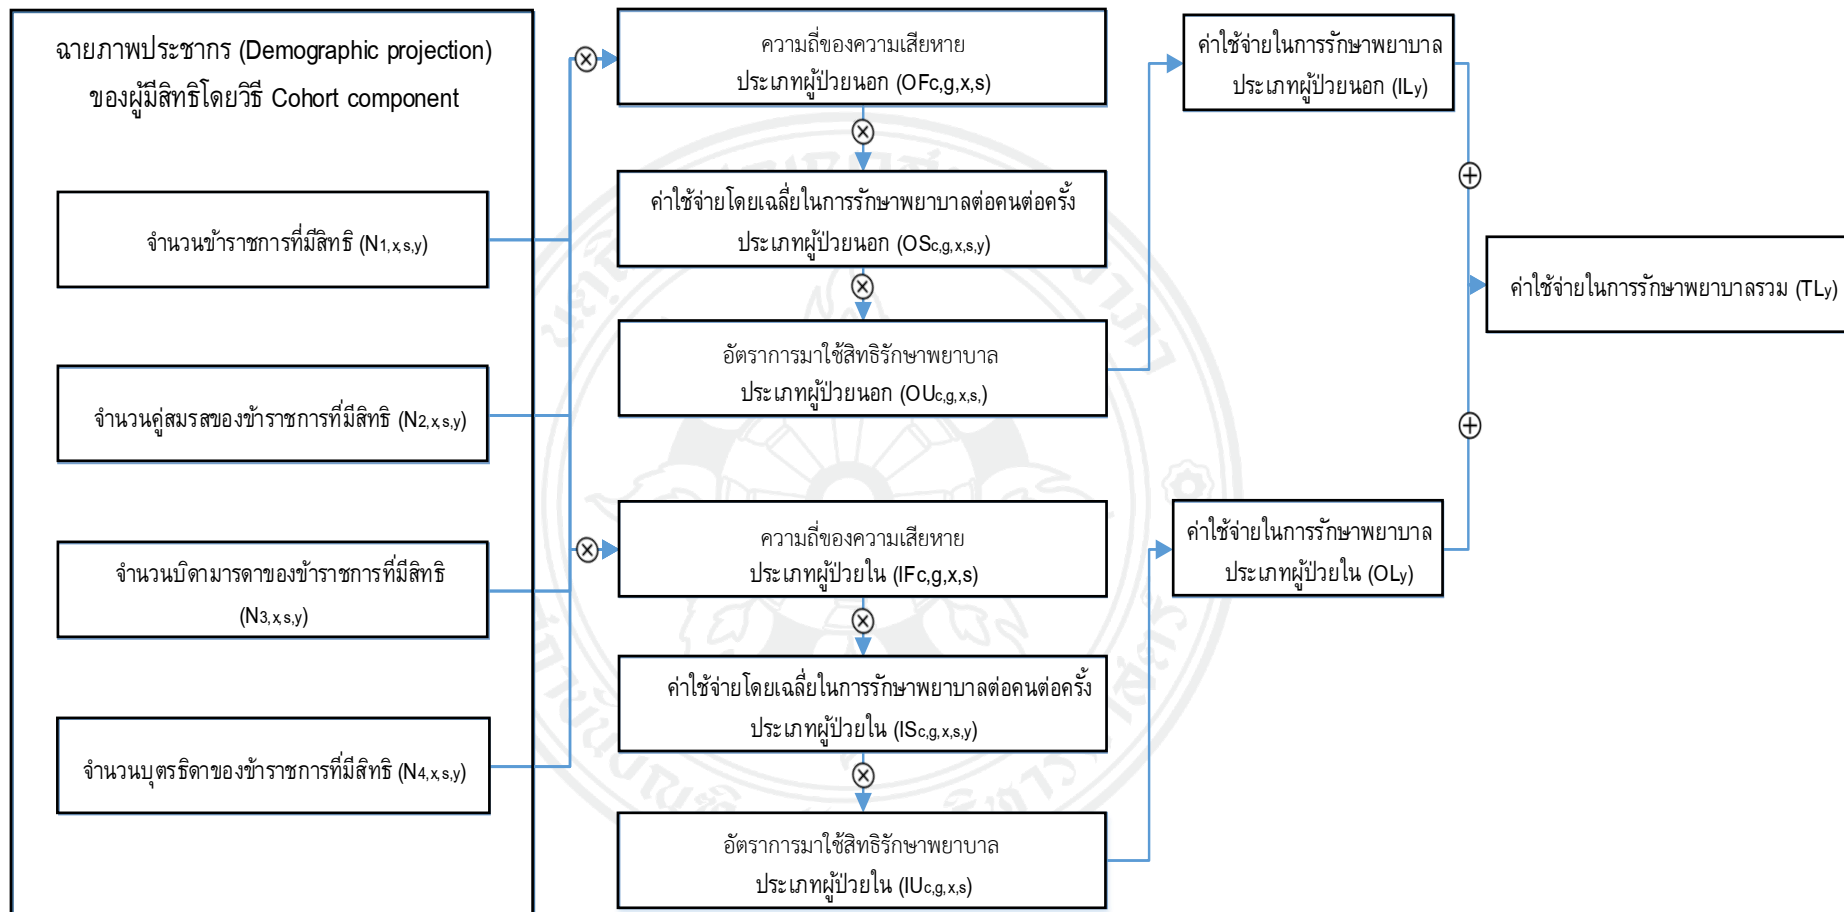 ฉายภาพประชากร (Demographic projection)
ของผู้มีสิทธิโดยวิธี Cohort component
จำนวนข้าราชการที่มีสิทธิ (N1,x,s,y)
จำนวนคู่สมรสของข้าราชการที่มีสิทธิ (N2,x,s,y)
จำนวนบิดามารดาของข้าราชการที่มีสิทธิ
(N3,x,s,y)
จำนวนบุตรธิดาของข้าราชการที่มีสิทธิ (N4,x,s,y)
ความถี่ของความเสียหาย
ประเภทผู้ป่วยนอก (OFc,g,x,s)
ค่าใช้จ่ายโดยเฉลี่ยในการรักษาพยาบาลต่อคนต่อครั้ง
ประเภทผู้ป่วยนอก (OSc,g,x,s,y)
อัตราการมาใช้สิทธิรักษาพยาบาล
ประเภทผู้ป่วยนอก (OUc,g,x,s,)
ความถี่ของความเสียหาย
ประเภทผู้ป่วยใน (IFc,g,x,s)
ค่าใช้จ่ายโดยเฉลี่ยในการรักษาพยาบาลต่อคนต่อครั้ง
ประเภทผู้ป่วยใน (ISc,g,x,s,y)
อัตราการมาใช้สิทธิรักษาพยาบาล
ประเภทผู้ป่วยใน (IUc,g,x,s)
ค่าใช้จ่ายในการรักษาพยาบาล
ประเภทผู้ป่วยนอก (ILy)
ค่าใช้จ่ายในการรักษาพยาบาล
ประเภทผู้ป่วยใน (OLy)
ค่าใช้จ่ายในการรักษาพยาบาลรวม (TLy)